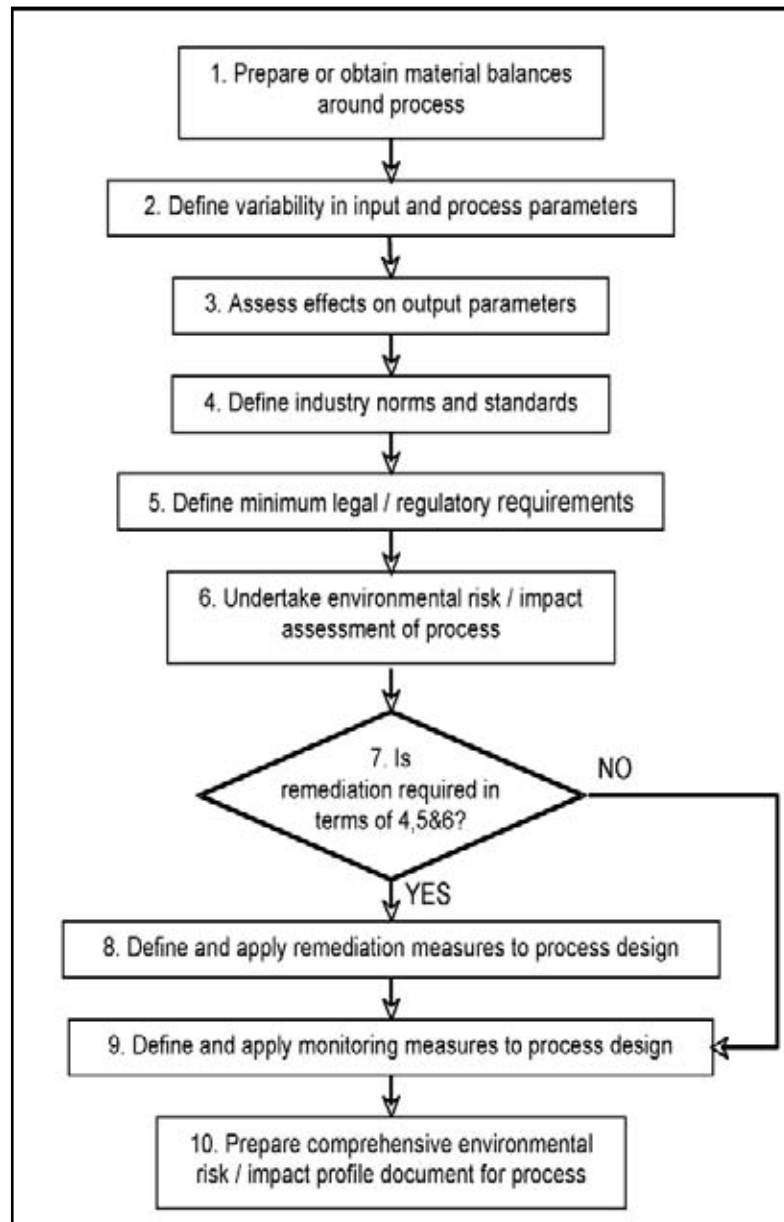 1. Prepare or obtain material balances
around process
2. Define variability in input and process parameters
3. Assess effects on output parameters
4. Define industry norms and standards
5. Define minimum legal / regulatory requirements
6. Undertake environmental risk / impact
assessment of process
7. Is
remediation required in
terms of 4,5&6?
NO
YES
8. Define and apply remediation measures to process design
9. Define and apply monitoring measures to process design
10. Prepare comprehensive environmental
risk / impact profile document for process